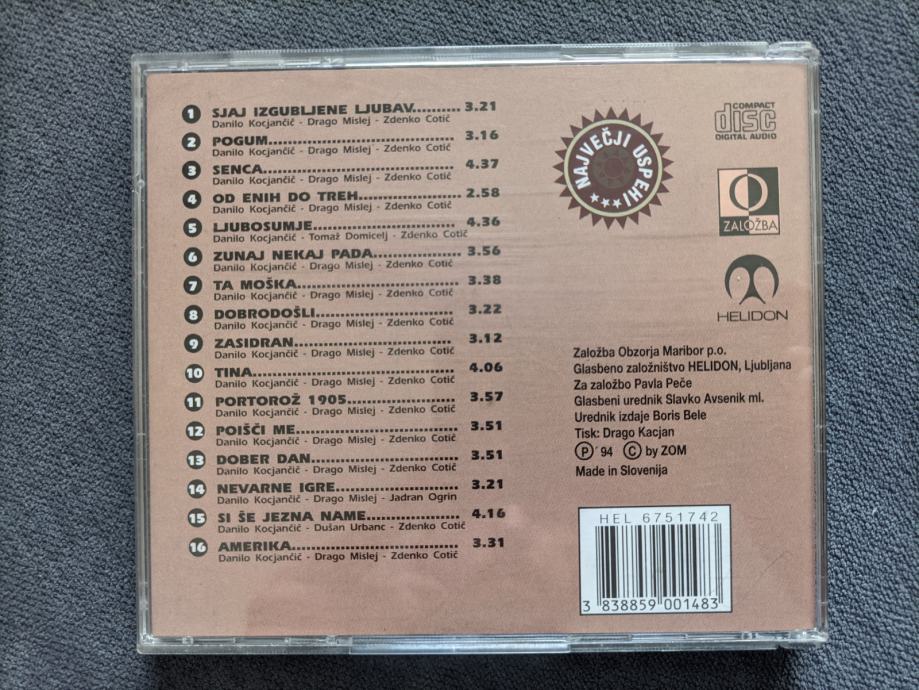 1 SJAJ IZGUBLJENE LJUBAV.......... 3.21
Danilo Kocjančič - Drago Mislej - Zdenko Cotič
2 POGUM.................................. 3.16
Danilo Kocjančič - Drago Mislej - Zdenko Cotič
3 SENCA................................... 4.37
Danilo Kocjančič - Drago Mislej - Zdenko Cotič
4 OD ENIH DO TREH................... 2.58
Danilo Kocjančič - Drago Mislej - Zdenko Cotič
5 LJUBOSUMJE......................... 4.36
Danilo Kocjančič - Tomaž Domicelj - Zdenko Cotič
6 ZUNAJ NEKAJ PADA................. 3.56
Danilo Kocjančič - Drago Mislej - Zdenko Cotič
7 TA MOŠKA............................. 3.38
Danilo Kocjančič - Drago Mislej - Zdenko Cotič
8 DOBRODOŠLI......................... 3.22
Danilo Kocjančič - Drago Mislej - Zdenko Cotič
9 ZASIDRAN............................. 3.12
Danilo Kocjančič - Drago Mislej - Zdenko Cotič
10 TINA.................................... 4.06
Danilo Kocjančič - Drago Mislej - Zdenko Cotič
11 PORTOROŽ 1905.................... 3.57
Danilo Kocjančič - Drago Mislej - Zdenko Cotič
12 POIŠČI ME............................ 3.51
Danilo Kocjančič - Drago Mislej - Zdenko Cotič
13 DOBER DAN.......................... 3.51
Danilo Kocjančič - Drago Mislej - Zdenko Cotič
14 NEVARNE IGRE...................... 3.21
Danilo Kocjančič - Drago Mislej - Jadran Ogrin
15 SI ŠE JEZNA NAME................. 4.16
Danilo Kocjančič - Dušan Urbanc - Zdenko Cotič
16 AMERIKA.............................. 3.31
Danilo Kocjančič - Drago Mislej - Zdenko Cotič
NAJVEČJI USPEHI
COMPACT
disc
DIGITAL AUDIO
ZALOŽBA
HELIDON
Založba Obzorja Maribor p.o.
Glasbeno založništvo HELIDON, Ljubljana
Za založbo Pavla Peče
Glasbeni urednik Slavko Avsenik ml.
Urednik izdaje Boris Bele
Tisk: Drago Kacjan
Ⓟ ´94 Ⓒ by ZOM
Made in Slovenija
HEL 6751742
3 838859 001483